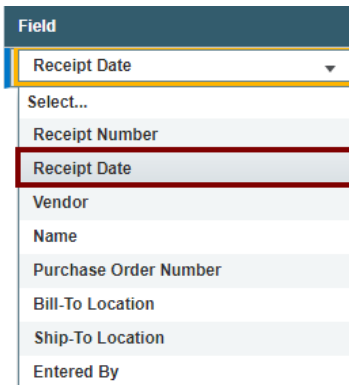 Field
Receipt Date
Select...
Receipt Number
Receipt Date
Vendor
Name
Purchase Order Number
Bill-To Location
Ship-To Location
Entered By